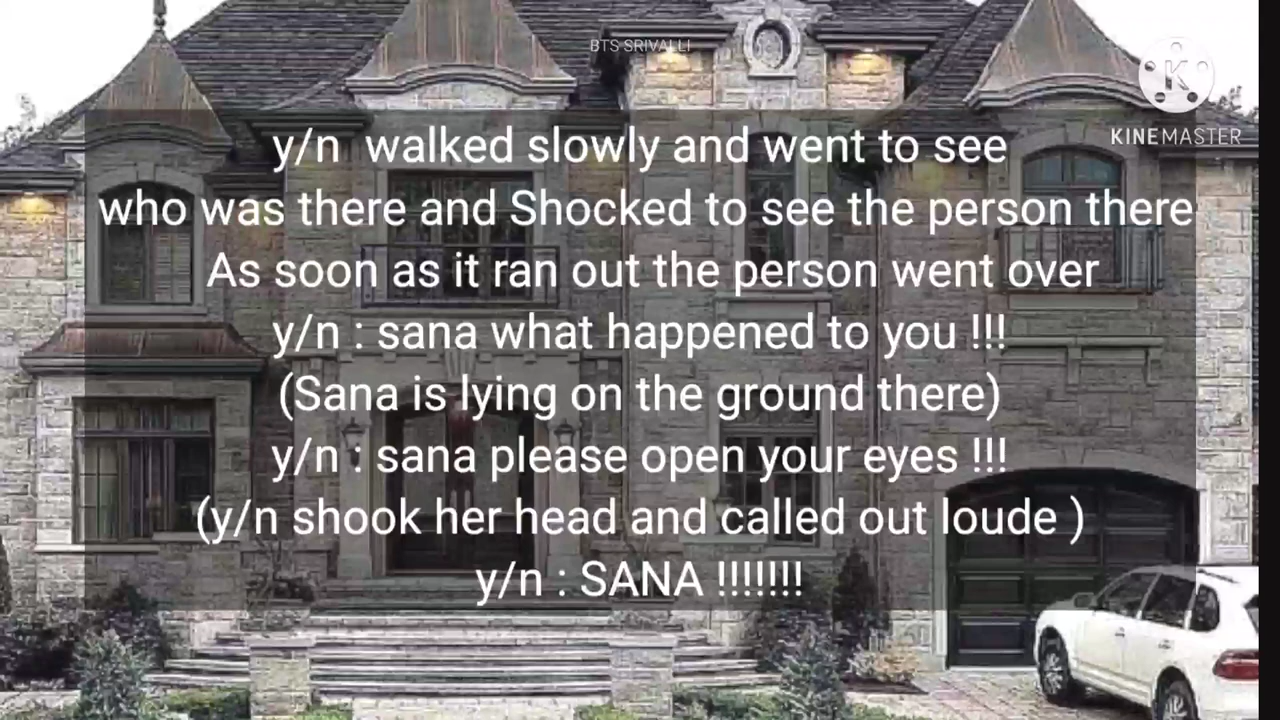 BTS SRIVALLI
K
KINEMASTER
y/n walked slowly and went to see
who was there and Shocked to see the person there
As soon as it ran out the person went over
y/n : sana what happened to you !!!
(Sana is lying on the ground there)
y/n : sana please open your eyes !!!
(y/n shook her head and called out loude )
y/n : SANA !!!!!!!